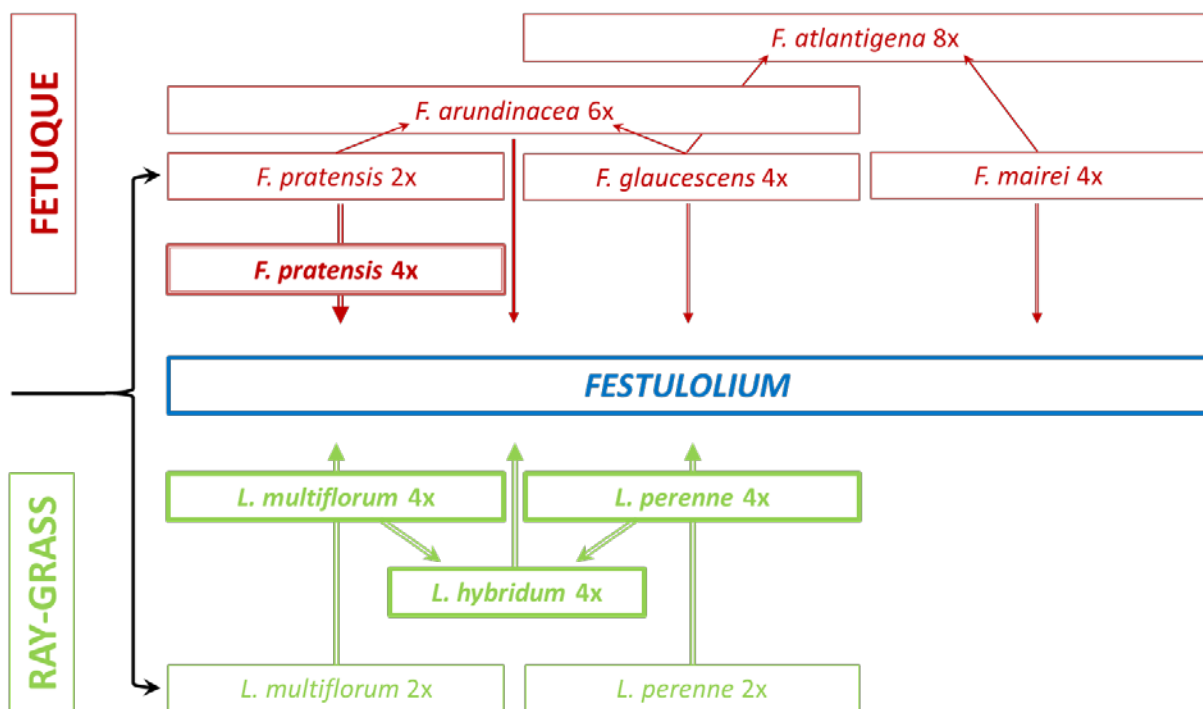 FETUQUE
F. atlantigena 8x
F. arundinacea 6x
F. pratensis 2x
F. glaucescens 4x
F. mairei 4x
F. pratensis 4x
FESTULOLIUM
RAY-GRASS
L. multiflorum 4x
L. perenne 4x
L. hybridum 4x
L. multiflorum 2x
L. perenne 2x